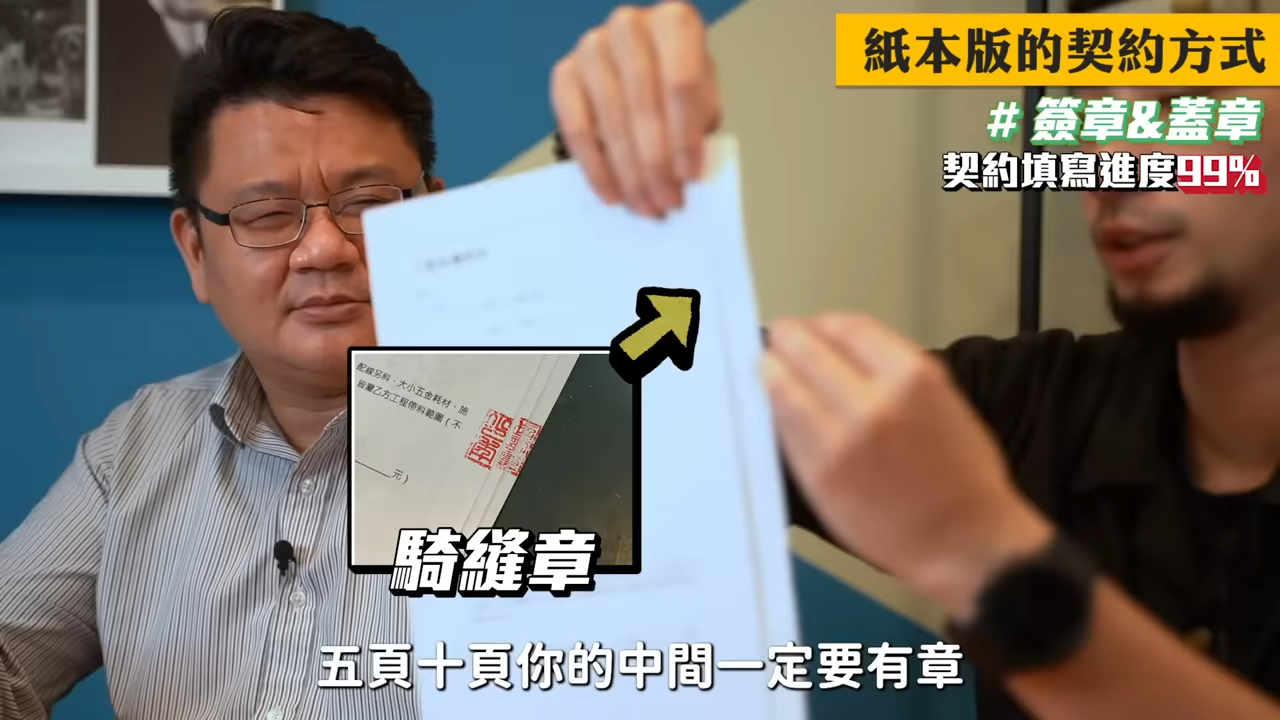 紙本版的契約方式
# 簽章&蓋章
契約填寫進度99%
配線另料、大小五金耗材、施
皆屬乙方工程帶料範圍（不
元）
騎縫章
五頁十頁你的中間一定要有章